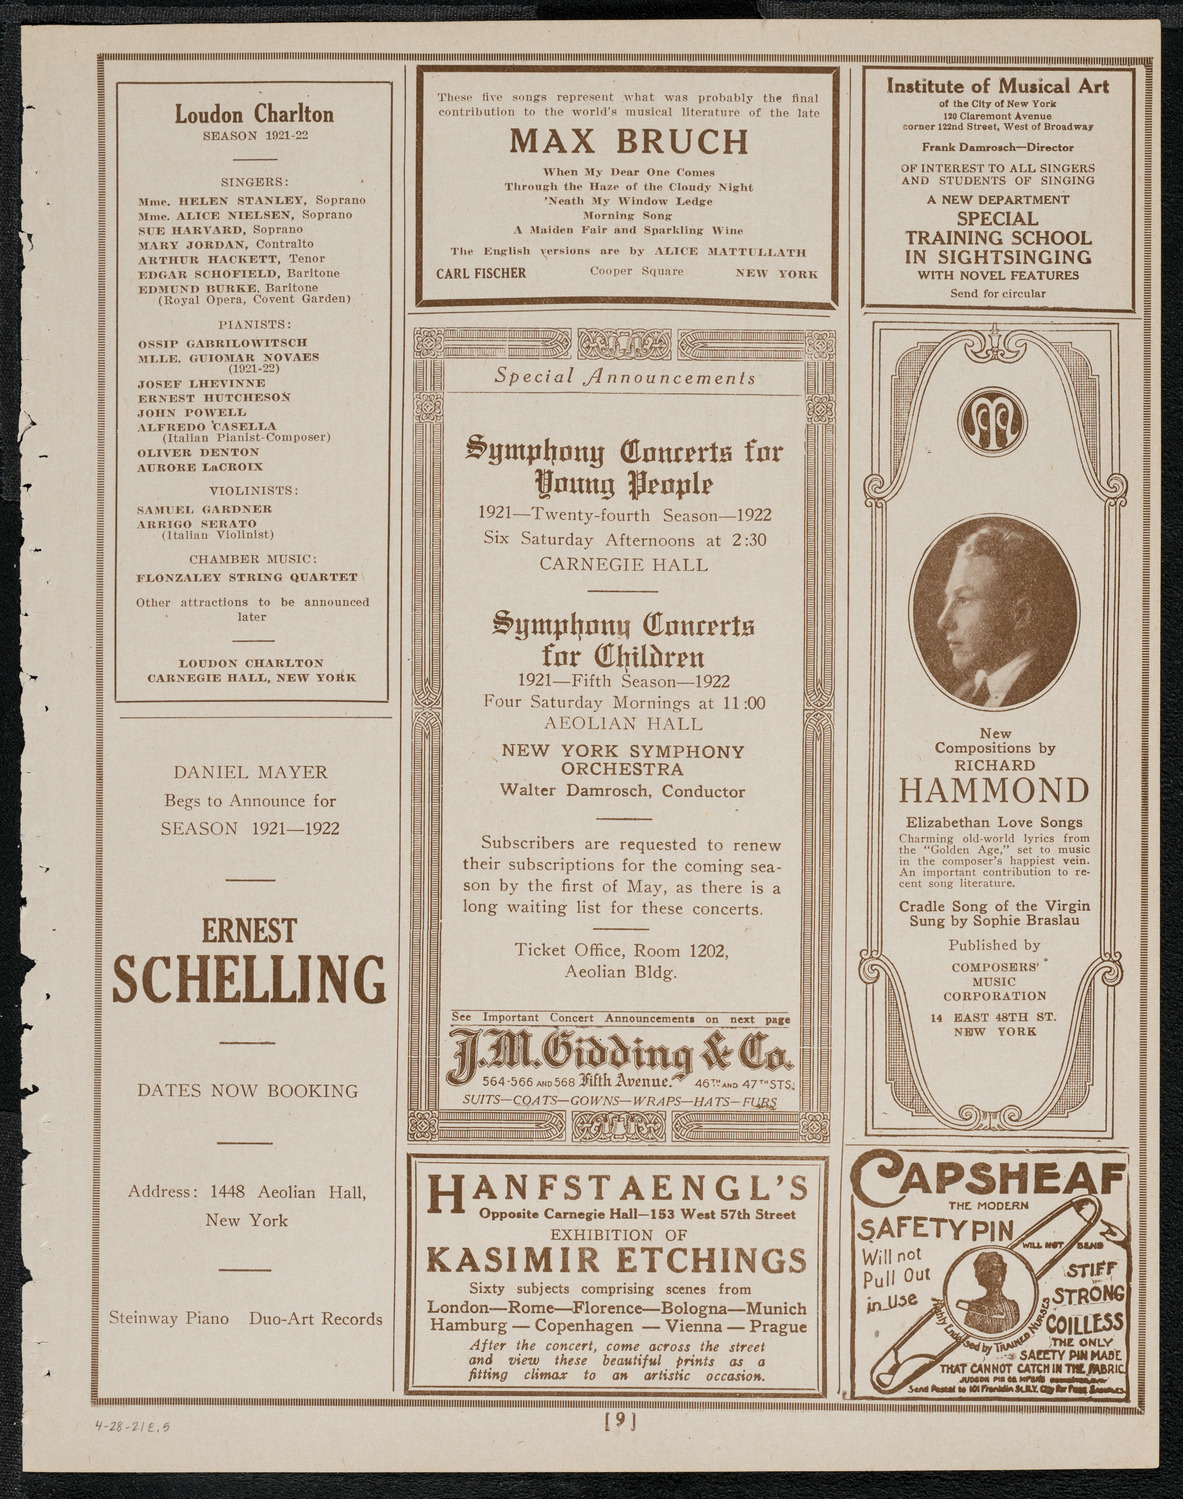 Loudon Charlton
SEASON 1921-22
SINGERS:
Mme. HELEN STANLEY, Soprano
Mme. ALICE NIELSEN, Soprano
SUE HARVARD, Soprano
MARY JORDAN, Contralto
ARTHUR HACKETT, Tenor
EDGAR SCHOFIELD, Baritone
EDMUND BURKE, Baritone
(Royal Opera, Covent Garden)
PIANISTS:
OSSIP GABRILOWITSCH
MLLE. GUIOMAR NOVAES
(1921-22)
JOSEF LHEVINNE
ERNEST HUTCHESON
JOHN POWELL
ALFREDO CASELLA
(Italian Pianist-Composer)
OLIVER DENTON
AURORE LaCROIX
VIOLINISTS:
SAMUEL GARDNER
ARRIGO SERATO
(Italian Violinist)
CHAMBER MUSIC:
FLONZALEY STRING QUARTET
Other attractions to be announced
later
LOUDON CHARLTON
CARNEGIE HALL, NEW YORK
DANIEL MAYER
Begs to Announce for
SEASON 1921—1922
ERNEST
SCHELLING
DATES NOW BOOKING
Address: 1448 Aeolian Hall,
New York
Steinway Piano Duo-Art Records
These five songs represent what was probably the final
contribution to the world's musical literature of the late
MAX BRUCH
When My Dear One Comes
Through the Haze of the Cloudy Night
'Neath My Window Ledge
Morning Song
A Maiden Fair and Sparkling Wine
The English versions are by ALICE MATTULLATH
CARL FISCHER Cooper Square NEW YORK
Special Announcements
Symphony Concerts for
Young People
1921—Twenty-fourth Season—1922
Six Saturday Afternoons at 2:30
CARNEGIE HALL
Symphony Concerts
for Children
1921—Fifth Season—1922
Four Saturday Mornings at 11:00
AEOLIAN HALL
NEW YORK SYMPHONY
ORCHESTRA
Walter Damrosch, Conductor
Subscribers are requested to renew
their subscriptions for the coming sea-
son by the first of May, as there is a
long waiting list for these concerts.
Ticket Office, Room 1202,
Aeolian Bldg.
See Important Concert Announcements on next page
J.M. Gidding & Co.
564-566 AND 568 Fifth Avenue. 46TH AND 47TH STS.
SUITS—COATS—GOWNS—WRAPS—HATS—FURS
HANFSTAENGL'S
Opposite Carnegie Hall—153 West 57th Street
EXHIBITION OF
KASIMIR ETCHINGS
Sixty subjects comprising scenes from
London—Rome—Florence—Bologna—Munich
Hamburg — Copenhagen — Vienna — Prague
After the concert, come across the street
and view these beautiful prints as a
fitting climax to an artistic occasion.
Institute of Musical Art
of the City of New York
120 Claremont Avenue
corner 122nd Street, West of Broadway
Frank Damrosch—Director
OF INTEREST TO ALL SINGERS
AND STUDENTS OF SINGING
A NEW DEPARTMENT
SPECIAL
TRAINING SCHOOL
IN SIGHTSINGING
WITH NOVEL FEATURES
Send for circular
New
Compositions by
RICHARD
HAMMOND
Elizabethan Love Songs
Charming old-world lyrics from
the "Golden Age," set to music
in the composer's happiest vein.
An important contribution to re-
cent song literature.
Cradle Song of the Virgin
Sung by Sophie Braslau
Published by
COMPOSERS'
MUSIC
CORPORATION
14 EAST 48TH ST.
NEW YORK
CAPSHEAF
THE MODERN
SAFETY PIN
WILL NOT BEND
Will not
Pull Out
in Use
STIFF
STRONG
COILLESS
Highly Endorsed by TRAINED NURSES
THE ONLY
SAFETY PIN MADE
THAT CANNOT CATCH IN THE FABRIC.
JUDSON PIN CO. MFGRS
Send Postal to 101 Franklin St. N.Y. City for Free Samples.
4-28-21E.5
[9]